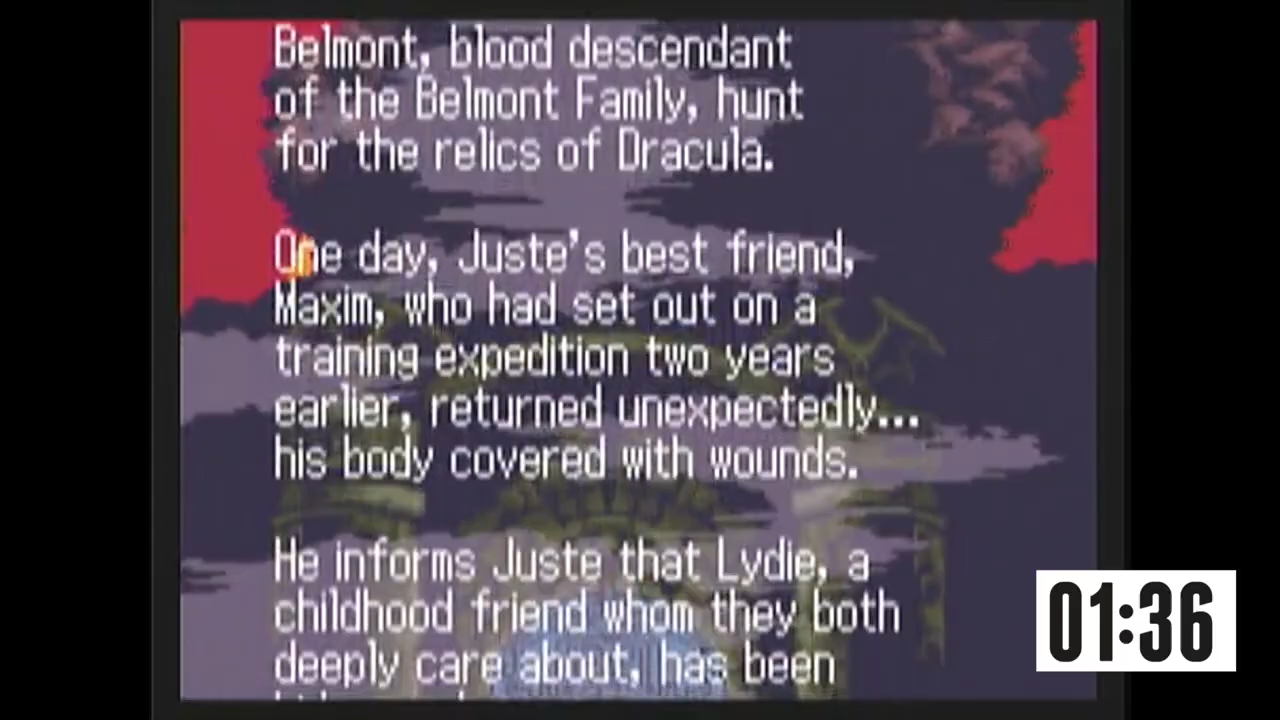 Belmont, blood descendant
of the Belmont Family, hunt
for the relics of Dracula.
One day, Juste's best friend,
Maxim, who had set out on a
training expedition two years
earlier, returned unexpectedly...
his body covered with wounds.
He informs Juste that Lydie, a
childhood friend whom they both
deeply care about, has been
01:36